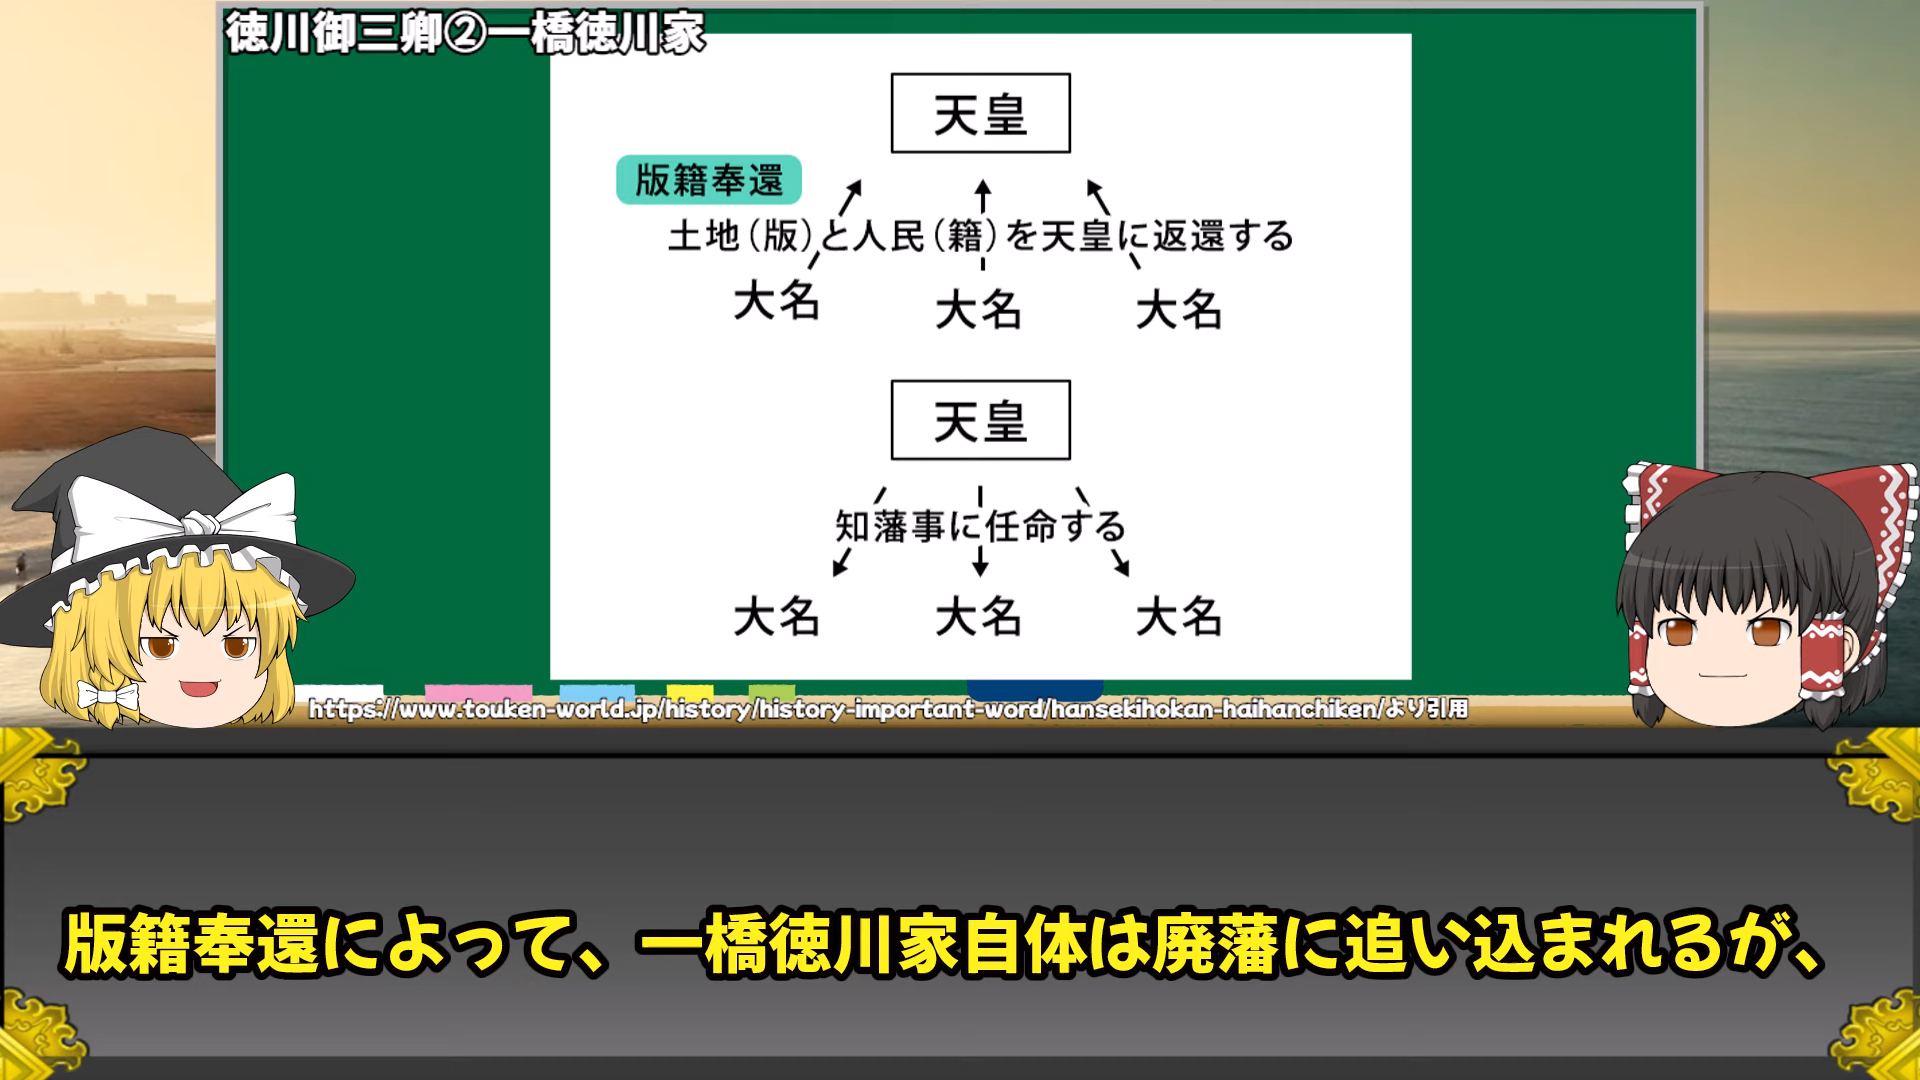 徳川御三卿②一橋徳川家
天皇
版籍奉還
土地(版)と人民(籍)を天皇に返還する
大名 大名 大名
天皇
知藩事に任命する
大名 大名 大名
https://www.touken-world.jp/history/history-important-word/hansekihokan-haihanchiken/より引用
版籍奉還によって、一橋徳川家自体は廃藩に追い込まれるが、